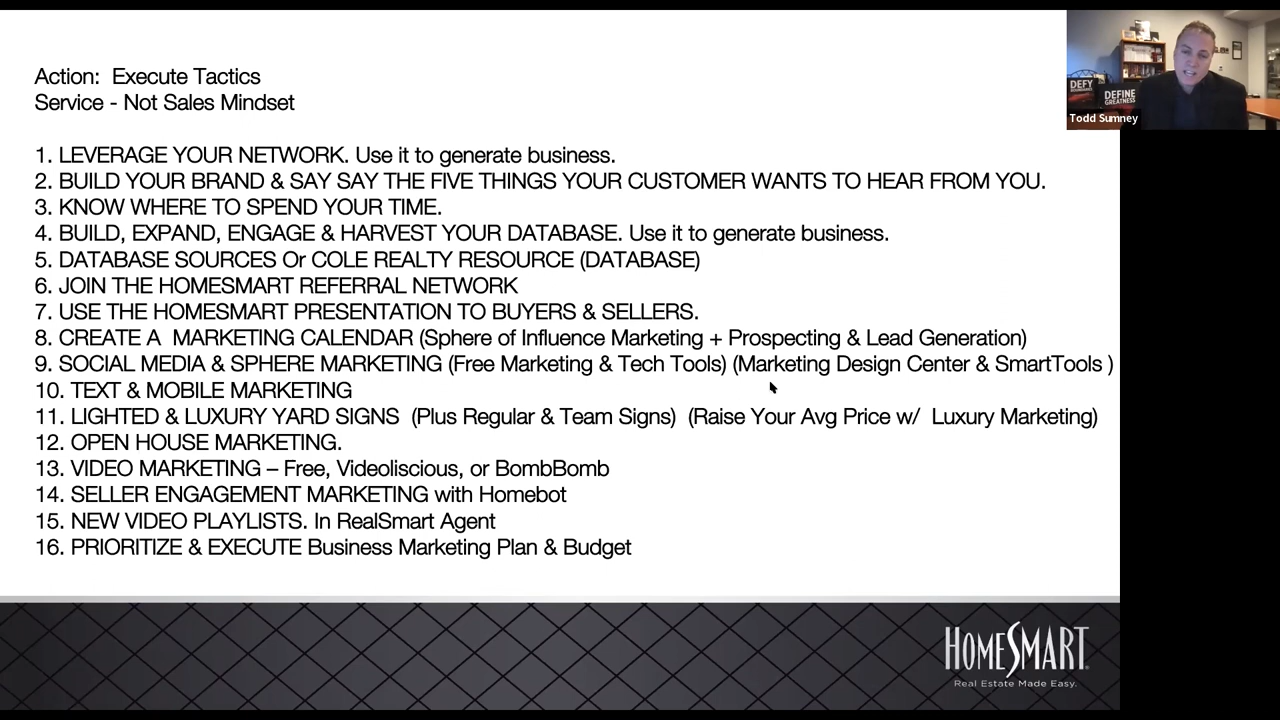 Action:  Execute Tactics
Service - Not Sales Mindset
1. LEVERAGE YOUR NETWORK. Use it to generate business.
2. BUILD YOUR BRAND & SAY SAY THE FIVE THINGS YOUR CUSTOMER WANTS TO HEAR FROM YOU.
3. KNOW WHERE TO SPEND YOUR TIME.
4. BUILD, EXPAND, ENGAGE & HARVEST YOUR DATABASE. Use it to generate business.
5. DATABASE SOURCES Or COLE REALTY RESOURCE (DATABASE)
6. JOIN THE HOMESMART REFERRAL NETWORK
7. USE THE HOMESMART PRESENTATION TO BUYERS & SELLERS.
8. CREATE A  MARKETING CALENDAR (Sphere of Influence Marketing + Prospecting & Lead Generation)
9. SOCIAL MEDIA & SPHERE MARKETING (Free Marketing & Tech Tools) (Marketing Design Center & SmartTools )
10. TEXT & MOBILE MARKETING
11. LIGHTED & LUXURY YARD SIGNS  (Plus Regular & Team Signs)  (Raise Your Avg Price w/  Luxury Marketing)
12. OPEN HOUSE MARKETING.
13. VIDEO MARKETING – Free, Videoliscious, or BombBomb
14. SELLER ENGAGEMENT MARKETING with Homebot
15. NEW VIDEO PLAYLISTS. In RealSmart Agent
16. PRIORITIZE & EXECUTE Business Marketing Plan & Budget
DEFY
DEFINE
GREATNESS
Todd Sumney
HOMESMART
Real Estate Made Easy.